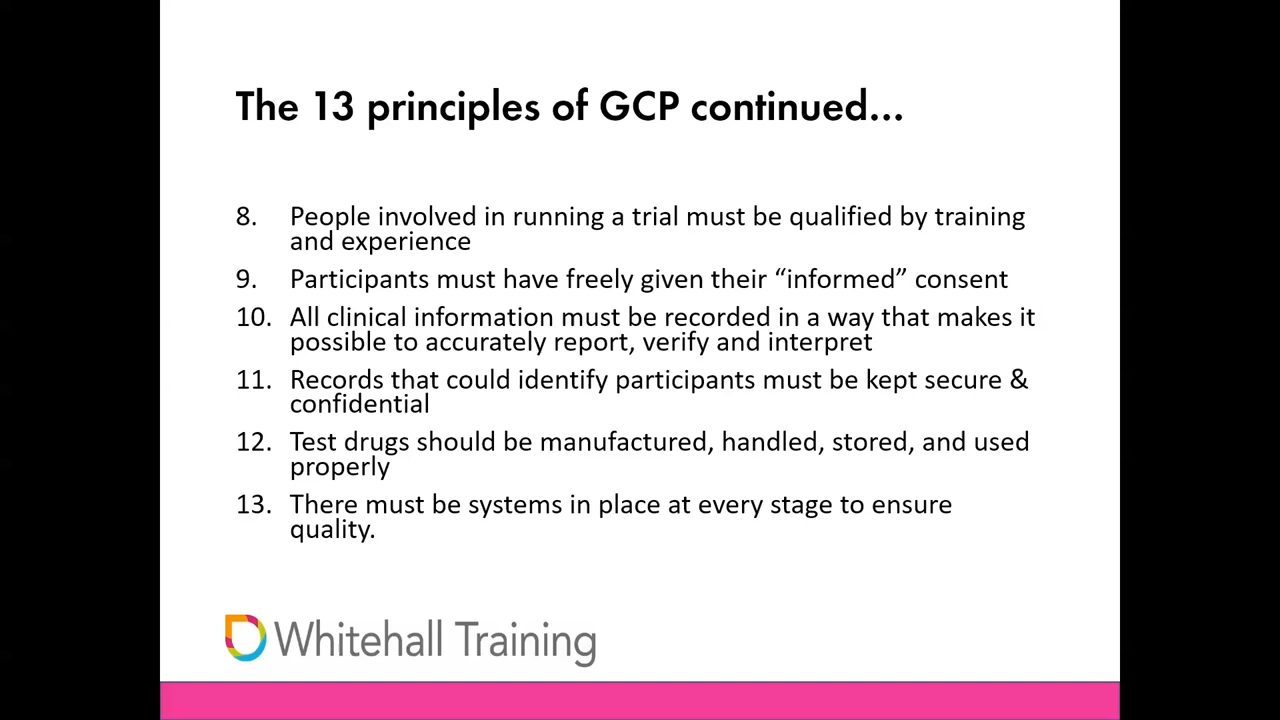 The 13 principles of GCP continued...
8. People involved in running a trial must be qualified by training
and experience
9. Participants must have freely given their “informed” consent
10. All clinical information must be recorded in a way that makes it
possible to accurately report, verify and interpret
11. Records that could identify participants must be kept secure &
confidential
12. Test drugs should be manufactured, handled, stored, and used
properly
13. There must be systems in place at every stage to ensure
quality.
Whitehall Training